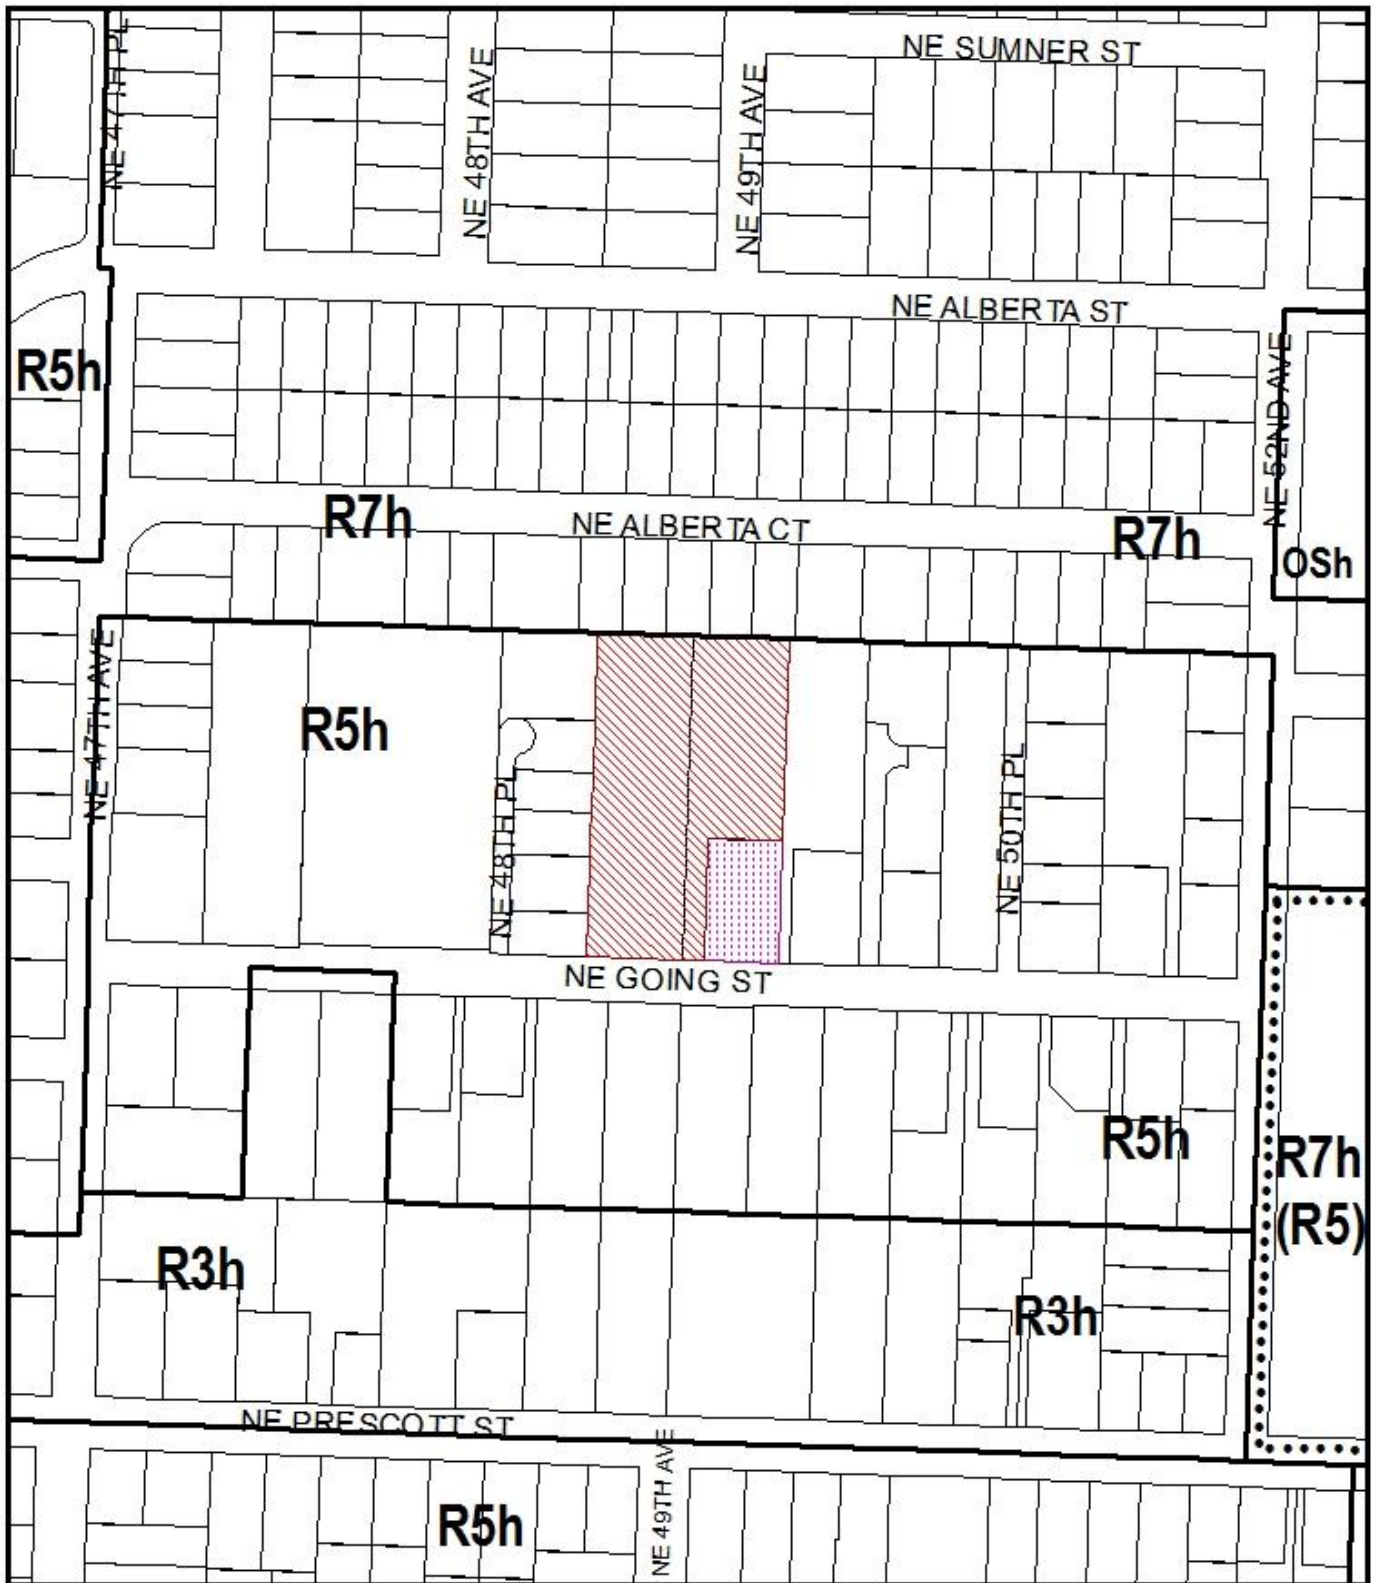 NE SUMNER ST
NE 47TH PL
NE 48TH AVE
NE 49TH AVE
NE ALBERTA ST
R5h
NE 52ND AVE
R7h
NE ALBERTA CT
R7h
OSh
NE 47TH AVE
R5h
NE 48TH PL
NE 50TH PL
NE GOING ST
R5h
R7h
(R5)
R3h
R3h
NE PRESCOTT ST
NE 49TH AVE
R5h